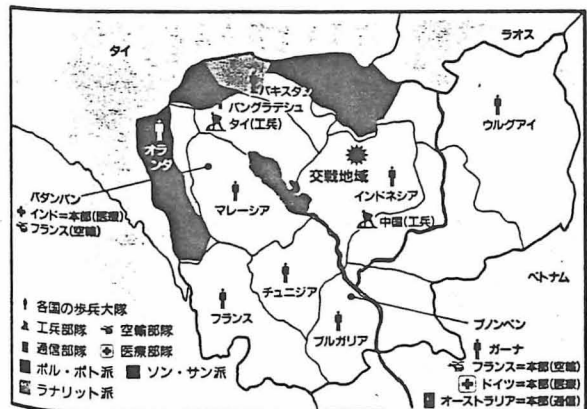 タイ
ラオス
パキスタン
バングラデシュ
タイ(工兵)
ウルグアイ
オランダ
交戦地域
バタンバン
インド=本部(医療)
フランス(空輸)
マレーシア
インドネシア
中国(工兵)
ベトナム
チュニジア
フランス
ブルガリア
プノンペン
ガーナ
フランス=本部(空輸)
ドイツ=本部(医療)
オーストラリア=本部(通信)
各国の歩兵大隊
工兵部隊 空輸部隊
通信部隊 医療部隊
ポル・ポト派 ソン・サン派
ラナリット派